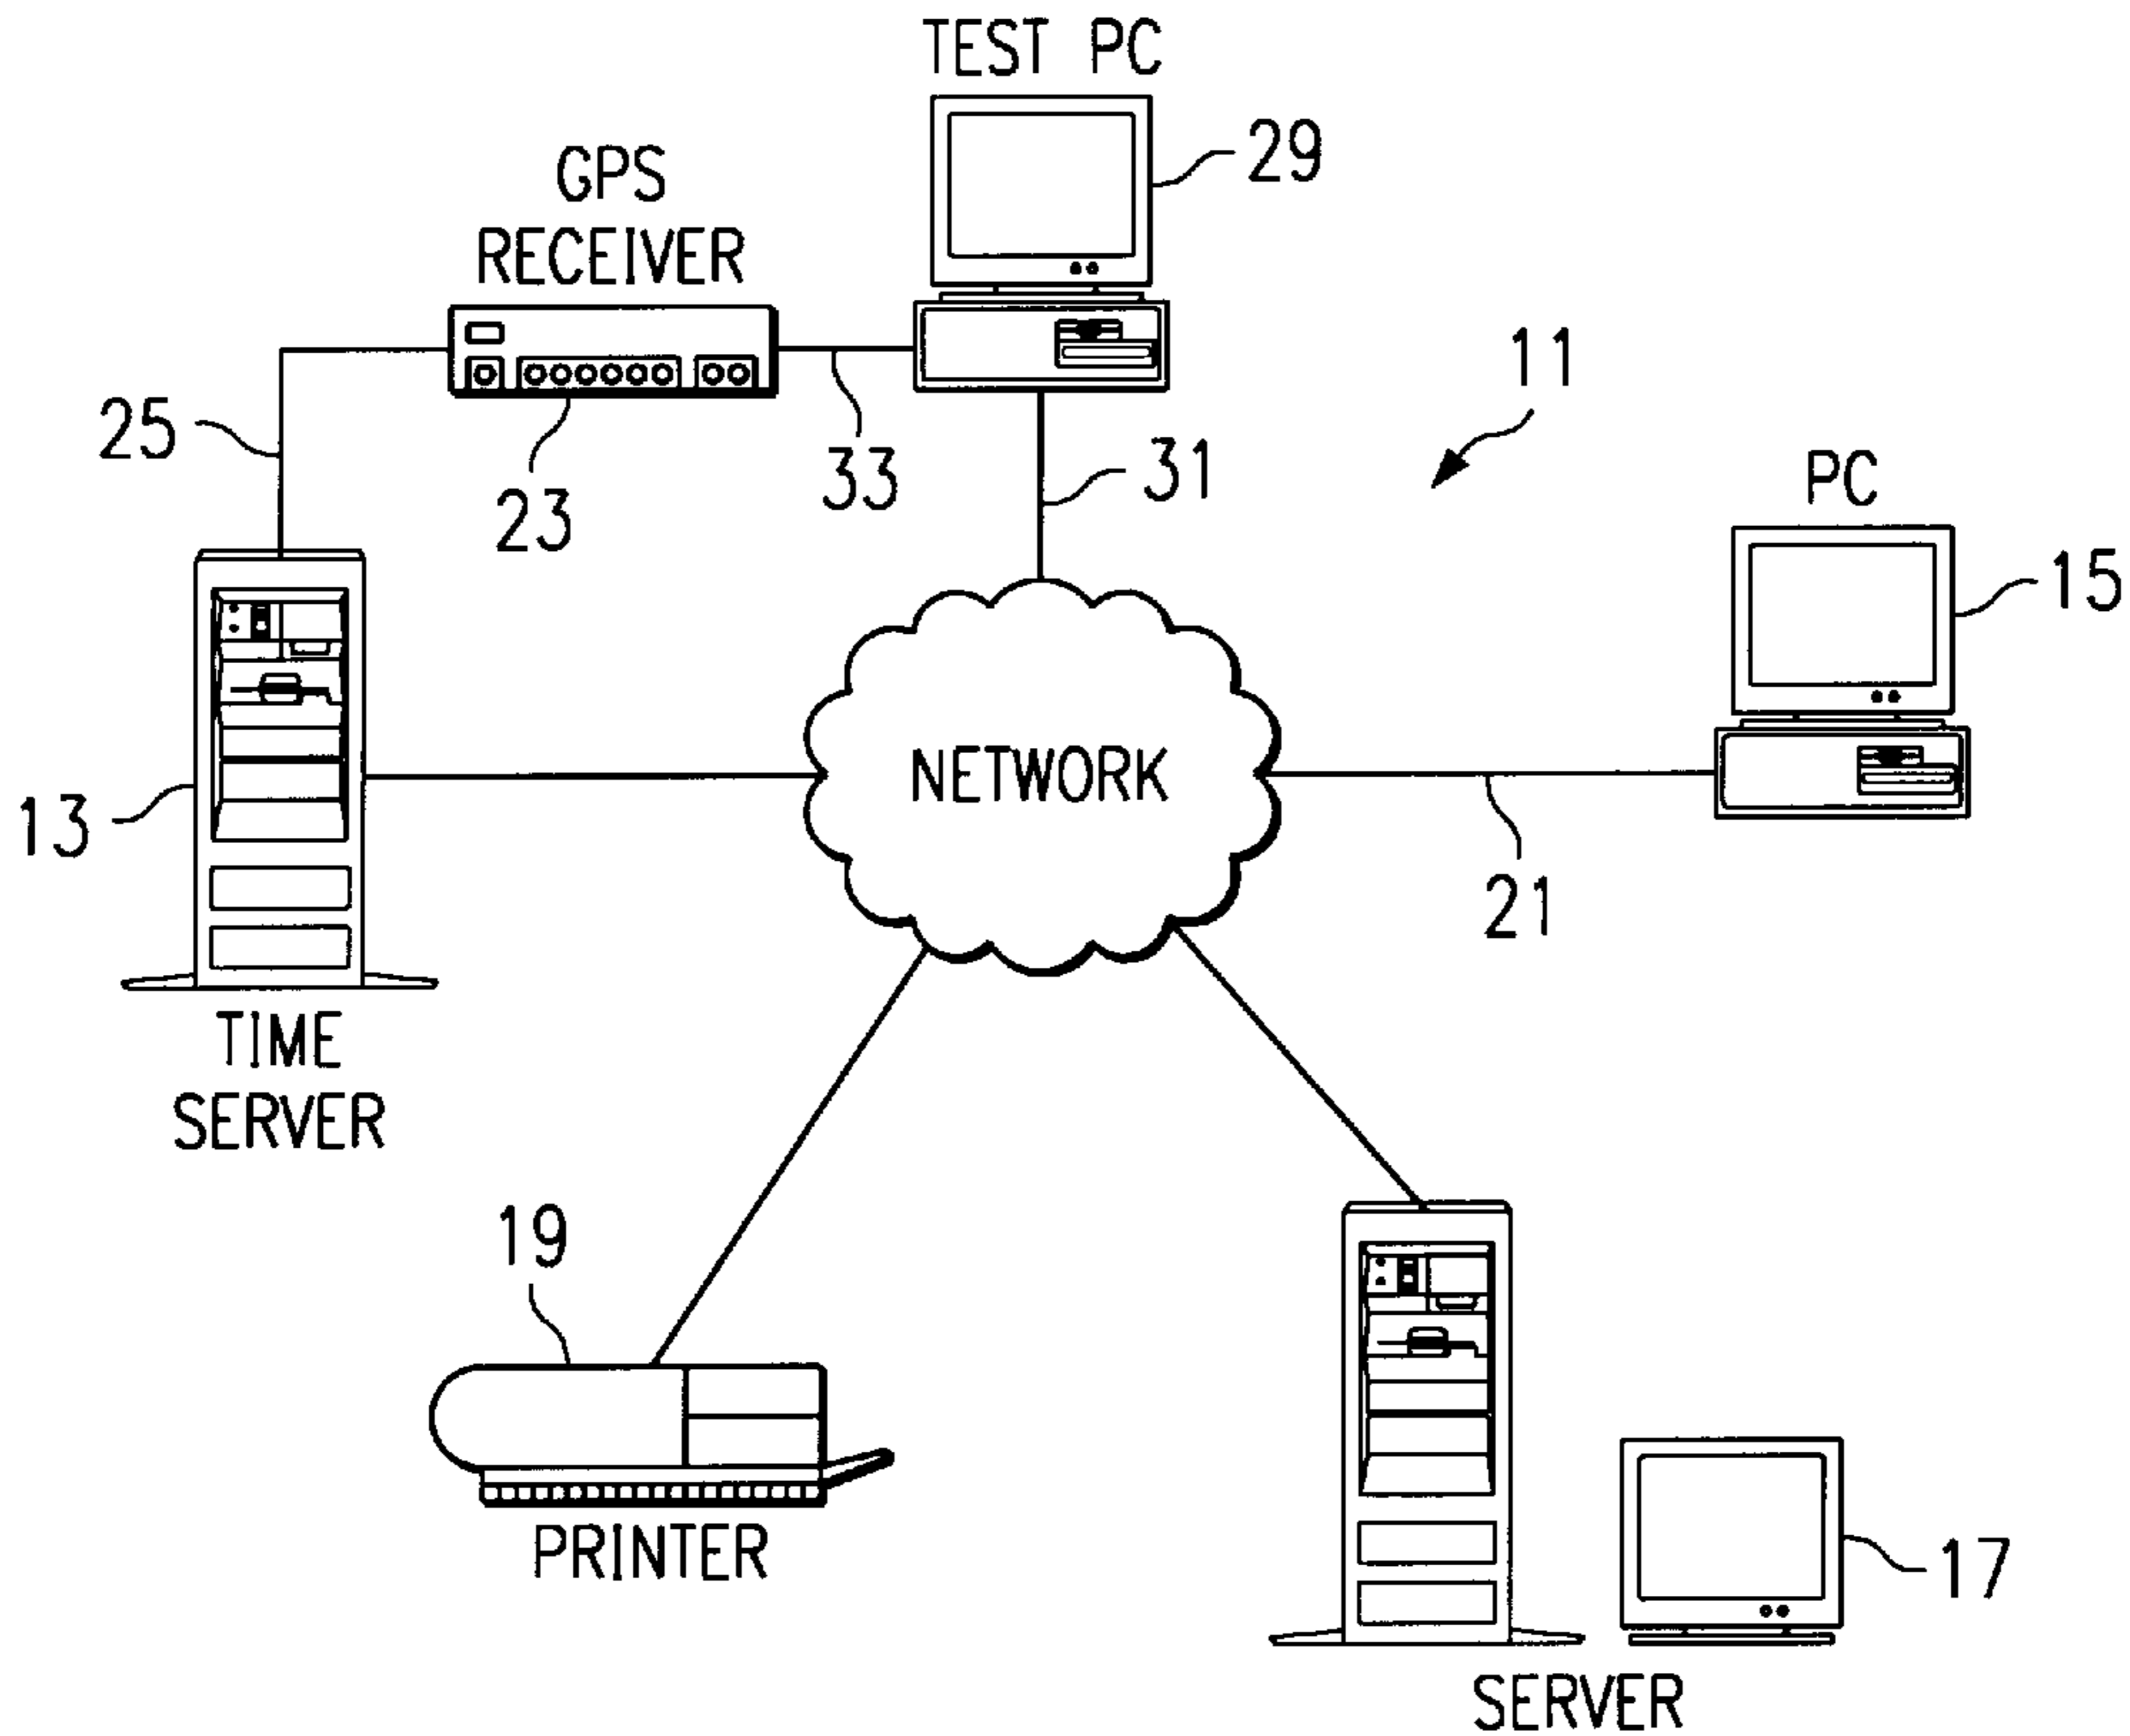 TEST PC
29
GPS
RECEIVER
11
25
23
33
31
PC
15
NETWORK
13
21
TIME
SERVER
19
PRINTER
17
SERVER